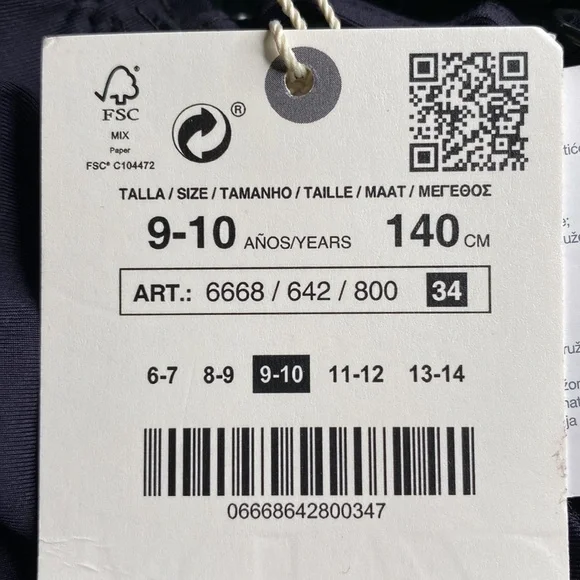 FSC
MIX
Paper
FSC® C104472
®
TALLA / SIZE / TAMANHO / TAILLE / MAAT / ΜΕΓΕΘΟΣ
9-10 AÑOS/YEARS 140 CM
ART.: 6668 / 642 / 800 34
6-7 8-9 9-10 11-12 13-14
06668642800347